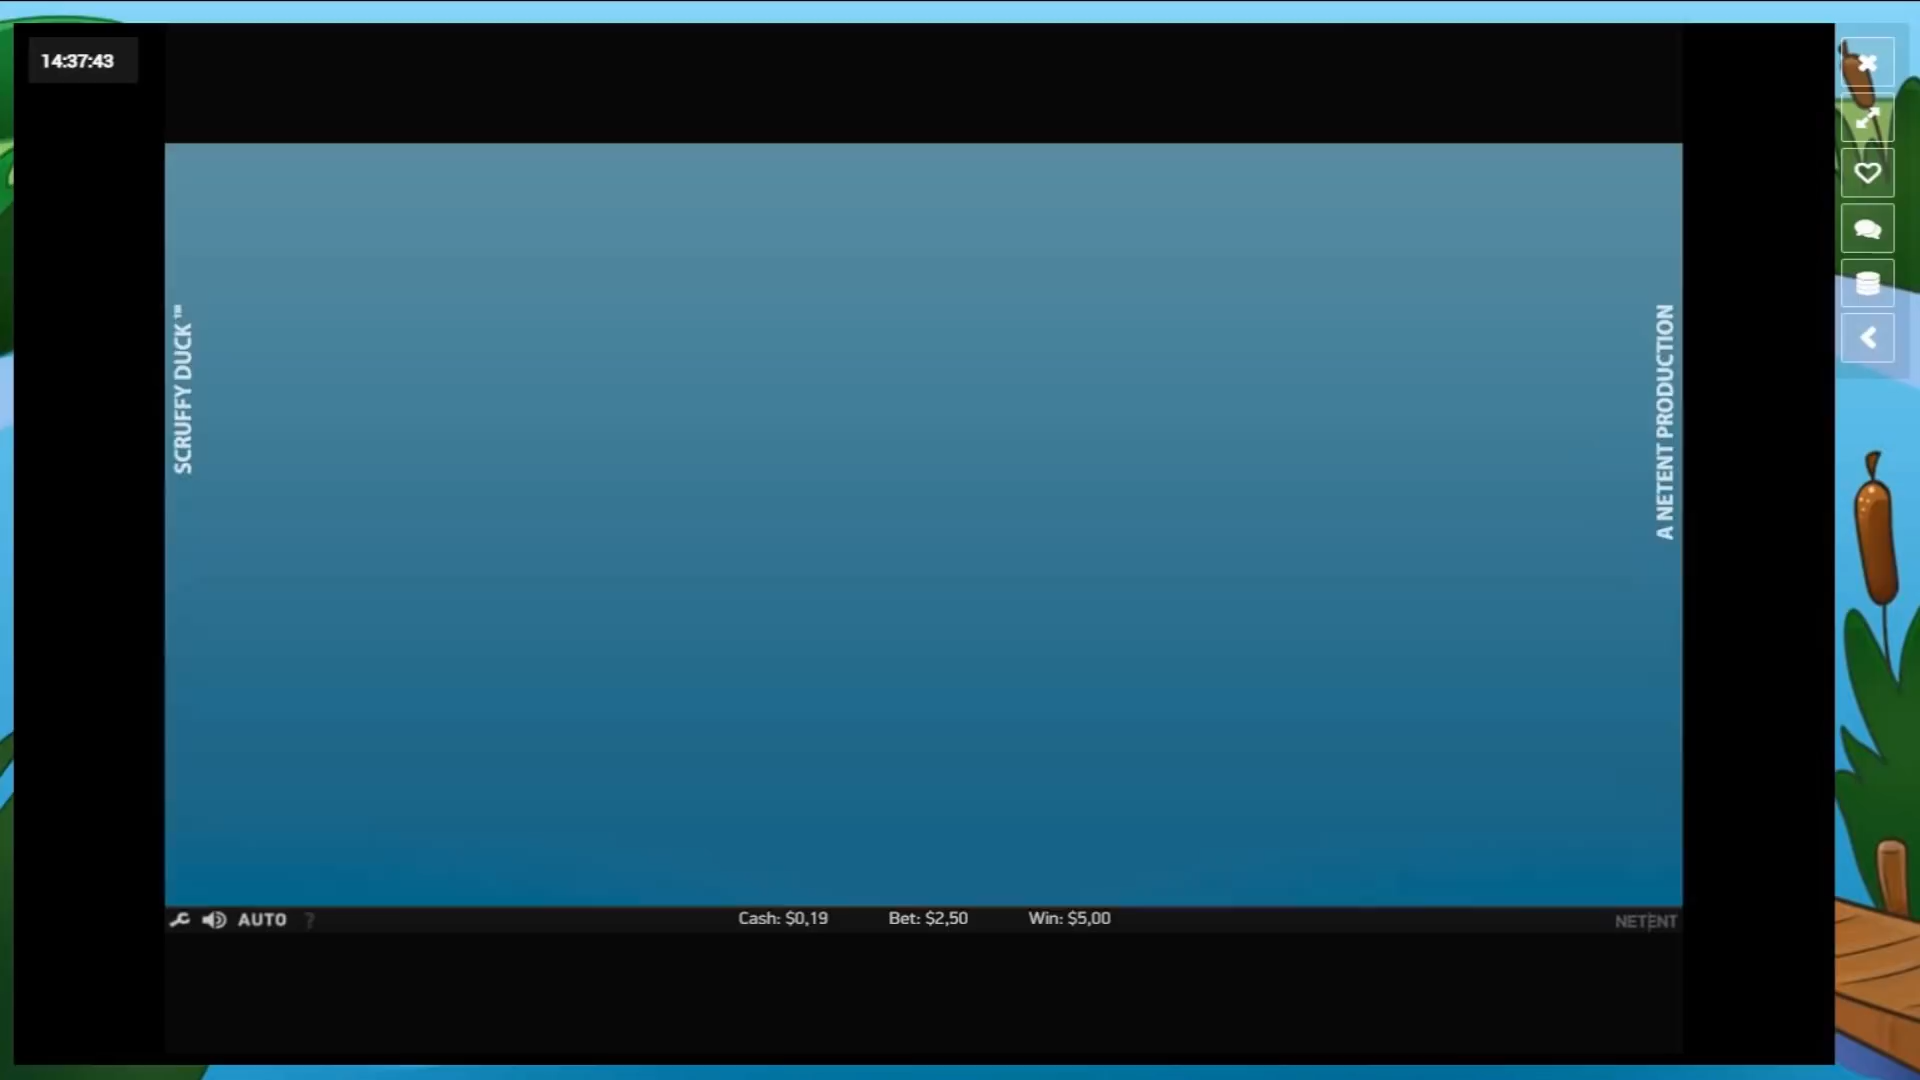 14:37:43
SCRUFFY DUCK™
A NETENT PRODUCTION
AUTO ? Cash: $0,19 Bet: $2,50 Win: $5,00 NETENT